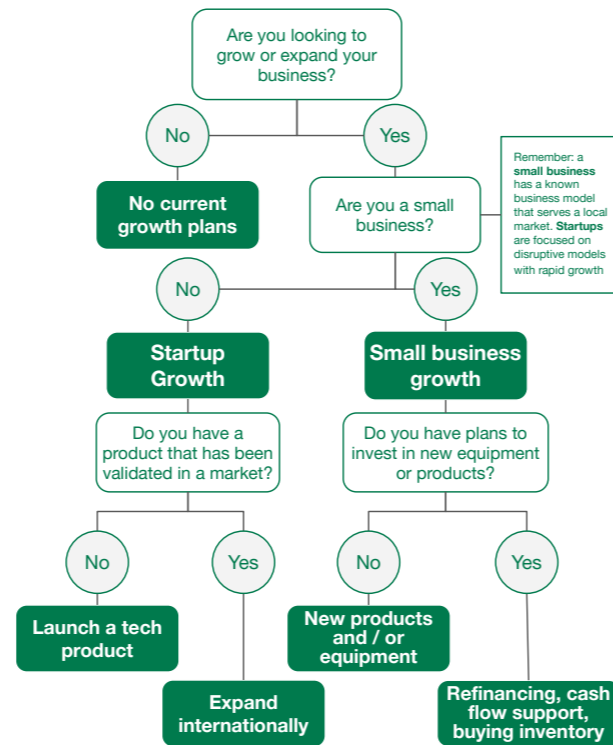 Are you looking to
grow or expand your
business?
No
Yes
No current
growth plans
Are you a small
business?
Remember: a
small business
has a known
business model
that serves a local
market. Startups
are focused on
disruptive models
with rapid growth
No
Yes
Startup
Growth
Small business
growth
Do you have a
product that has been
validated in a market?
Do you have plans to
invest in new equipment
or products?
No
Yes
No
Yes
Launch a tech
product
New products
and / or
equipment
Expand
internationally
Refinancing, cash
flow support,
buying inventory